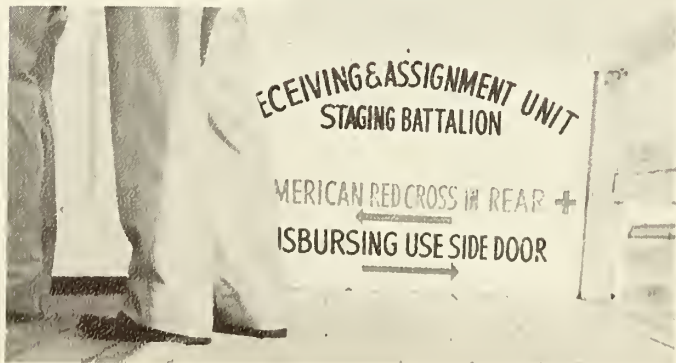 ECEIVING & ASSIGNMENT UNIT
STAGING BATTALION
MERICAN RED CROSS IN REAR
ISBURSING USE SIDE DOOR